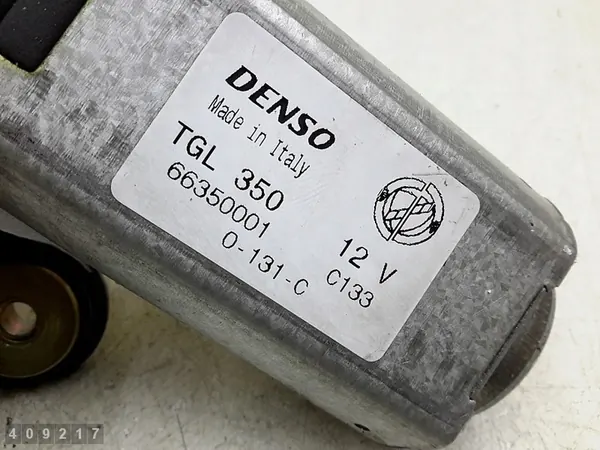 DENSO
Made in Italy
TGL 350
66350001
12 V
0-131-C
C133
409217